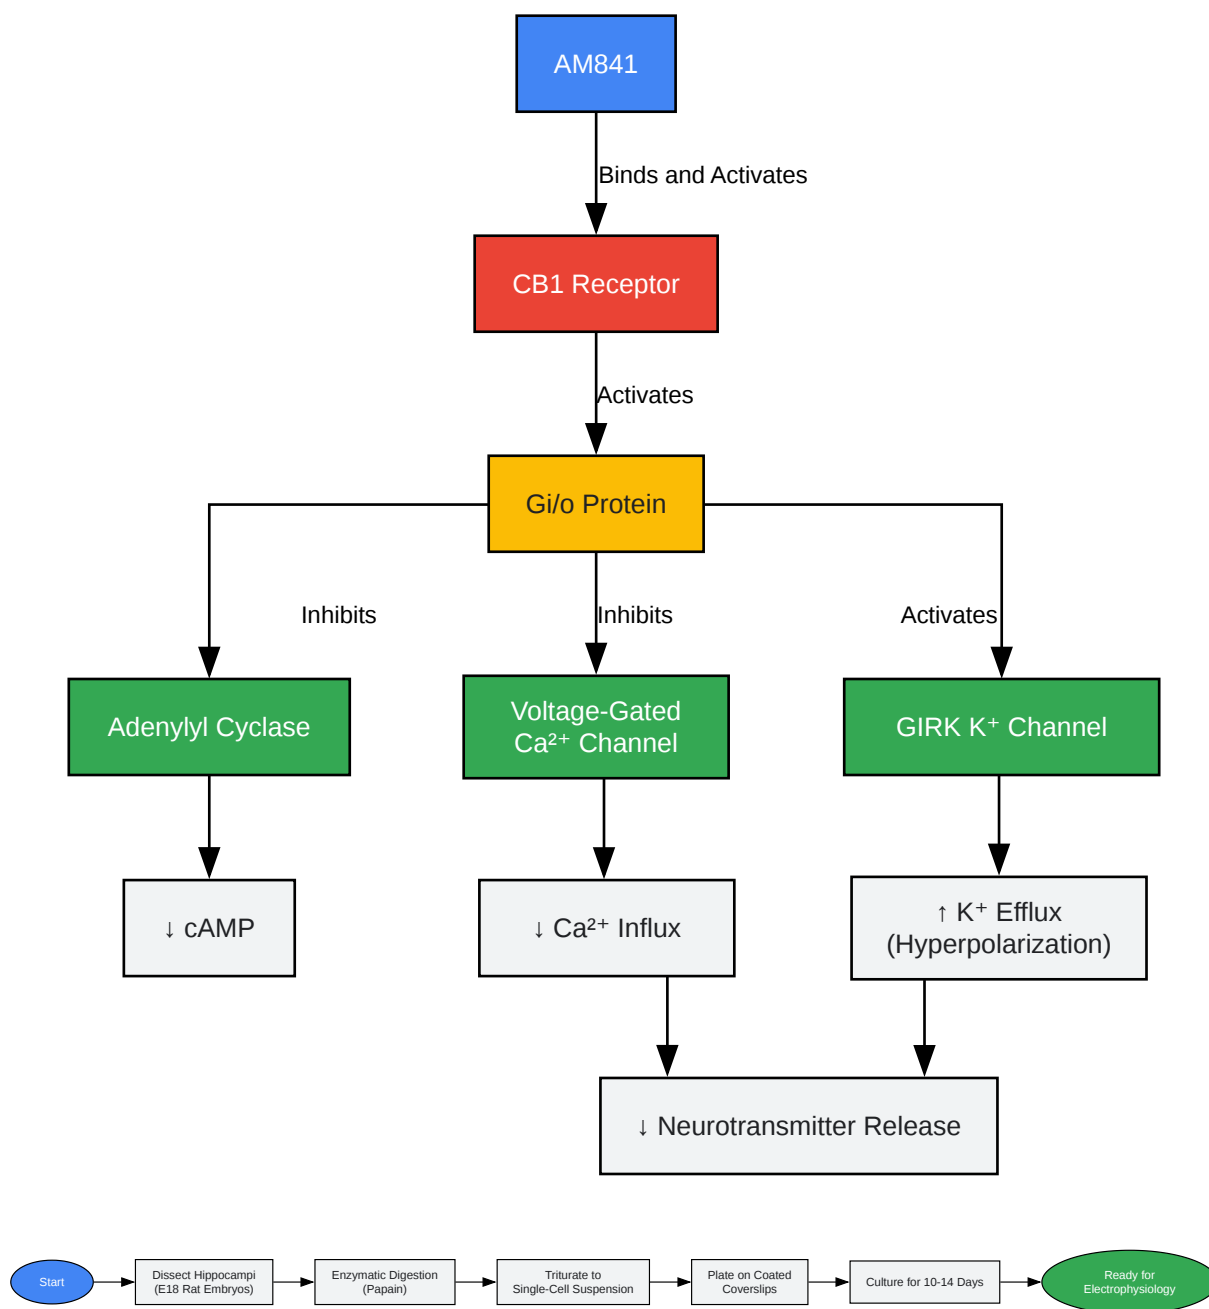 AM841
Binds and Activates
CB1 Receptor
Activates
Gi/o Protein
Inhibits
Inhibits
Activates
Adenylyl Cyclase
Voltage-Gated
Ca²⁺ Channel
GIRK K⁺ Channel
↓ cAMP
↓ Ca²⁺ Influx
↑ K⁺ Efflux
(Hyperpolarization)
↓ Neurotransmitter Release
Start
Dissect Hippocampi
(E18 Rat Embryos)
Enzymatic Digestion
(Papain)
Triturate to
Single-Cell Suspension
Plate on Coated
Coverslips
Culture for 10-14 Days
Ready for
Electrophysiology